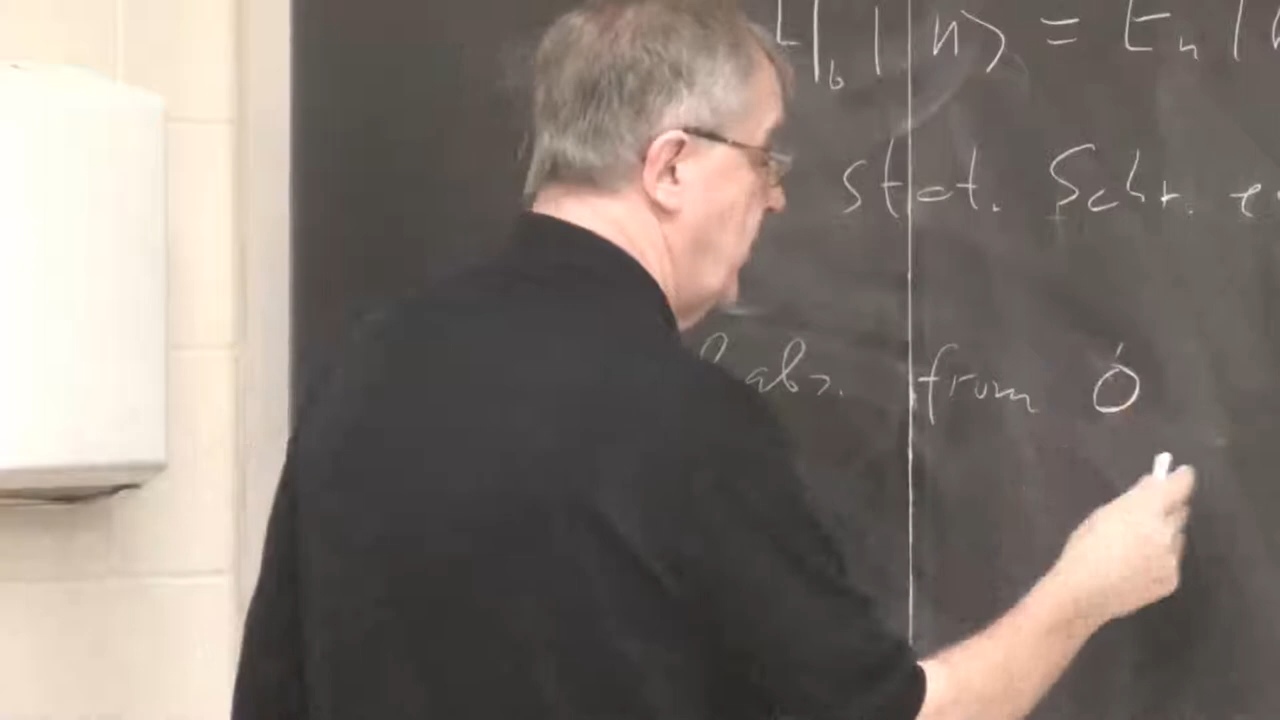 H₀ |n⟩ = Eₙ |
stat. Schr. e
abs. from Ó